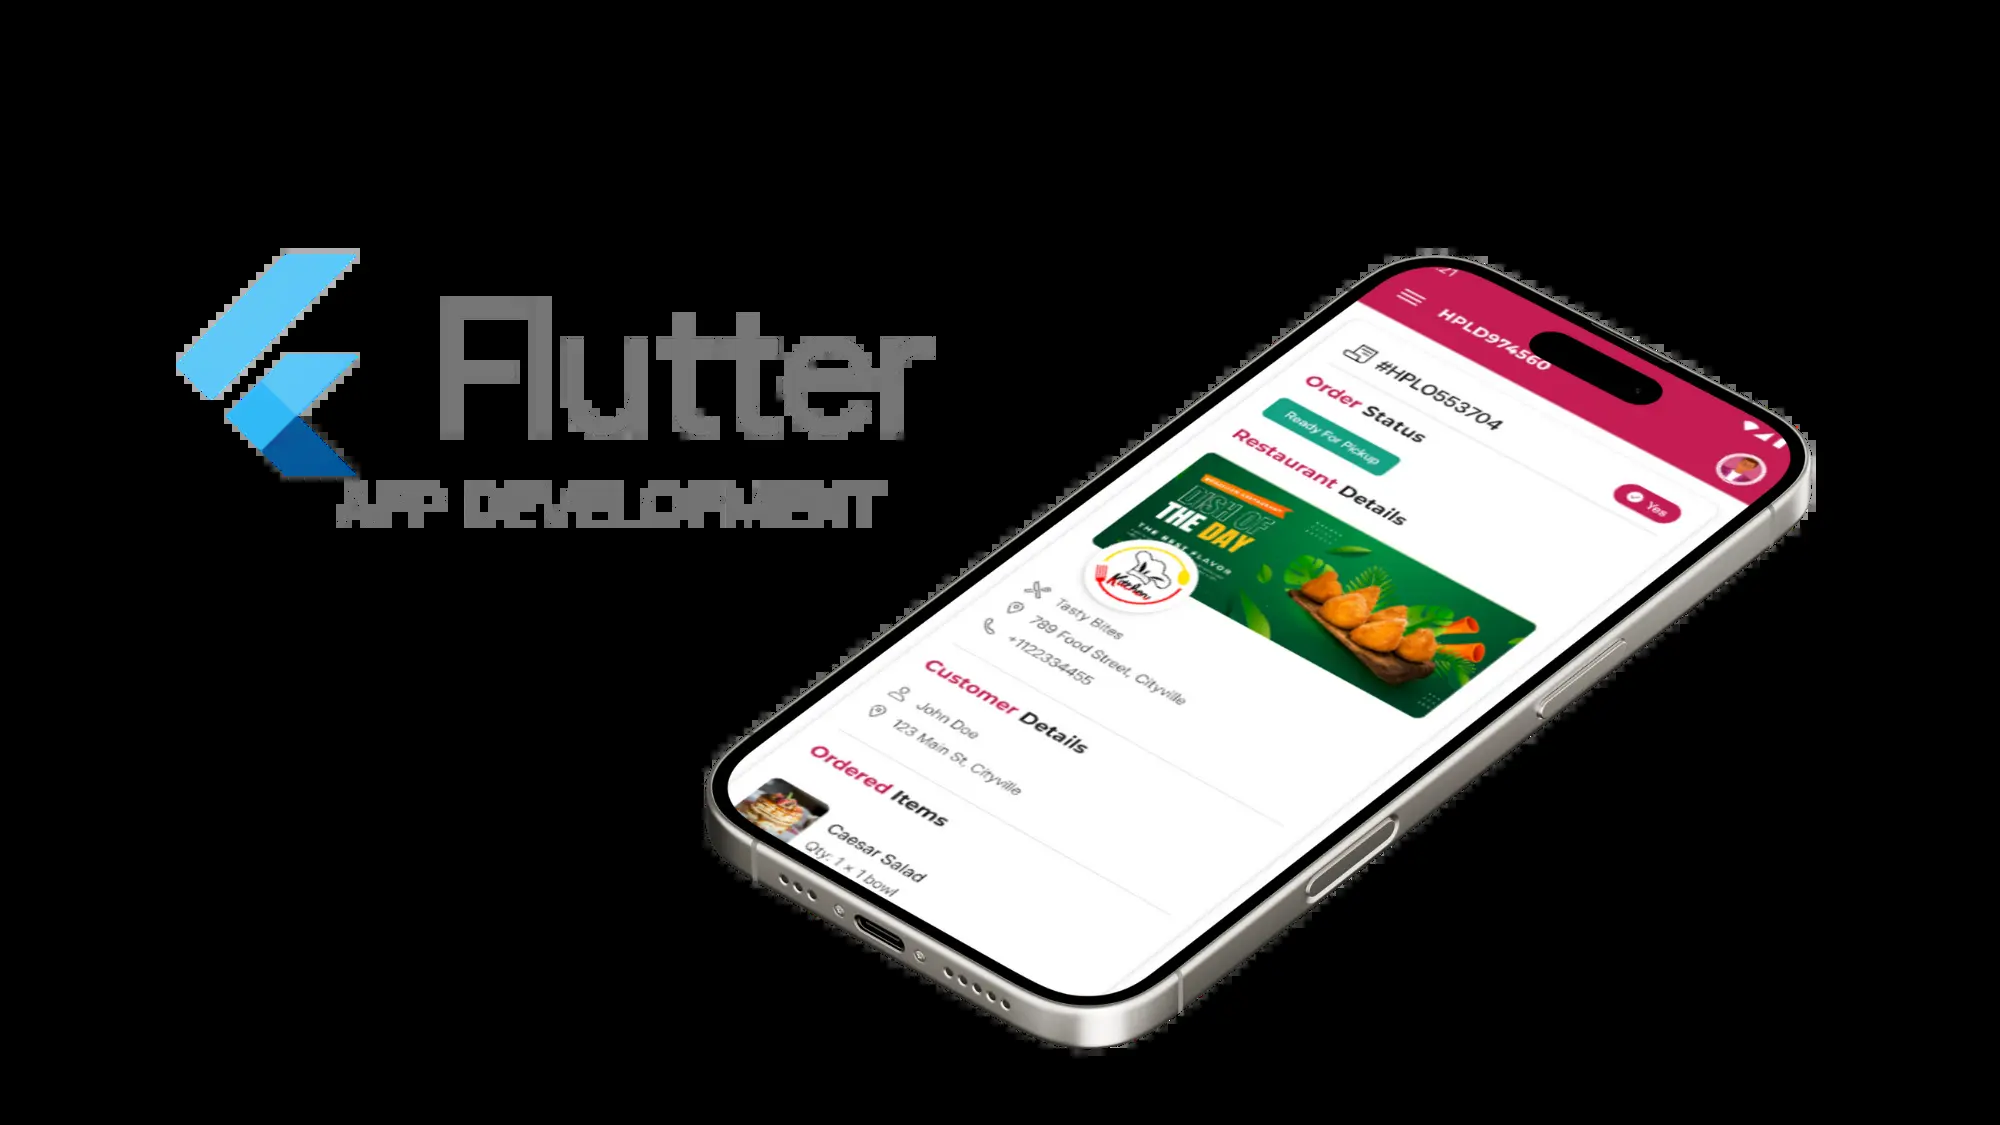 Flutter
APP DEVELOPMENT
HPLD974560
#HPLO553704
Order Status
Ready For Pickup
Yes
Restaurant Details
DISH OF
THE DAY
THE BEST FLAVOR
Kitchen
Tasty Bites
789 Food Street, Cityville
+1122334455
Customer Details
John Doe
123 Main St, Cityville
Ordered Items
Caesar Salad
Qty: 1 x 1 bowl